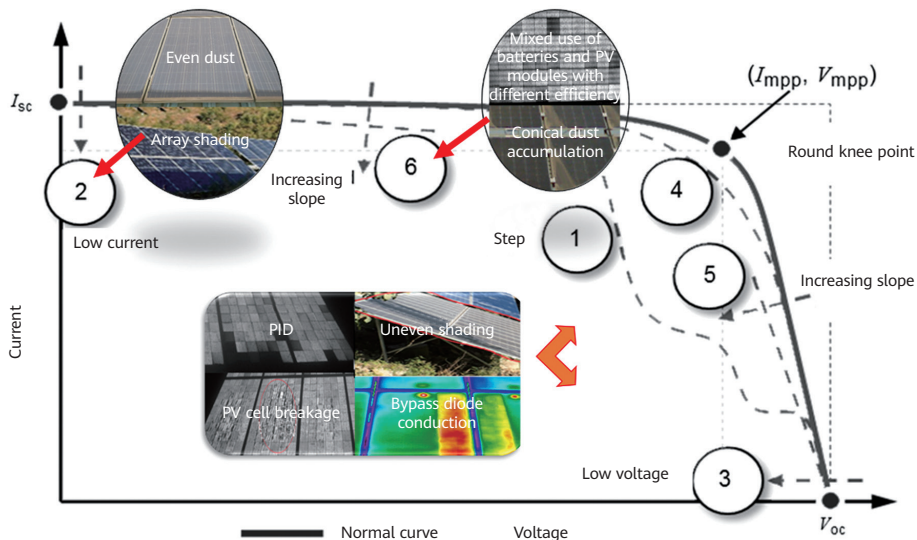 Even dust
Mixed use of
batteries and PV
modules with
different efficiency
(Impp, Vmpp)
Isc
Array shading
Conical dust
accumulation
Round knee point
2
6
4
Increasing
slope
Low current
Step
1
5
Increasing slope
PID
Uneven shading
Current
PV cell breakage
Bypass diode
conduction
Low voltage
3
Voc
Normal curve
Voltage